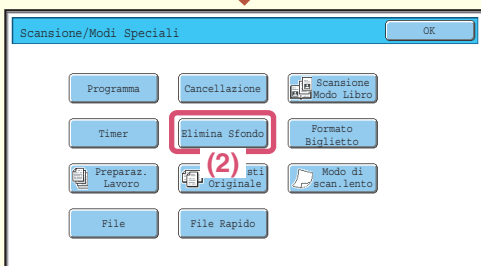 Scansione/Modi Speciali
OK
Programma
Cancellazione
Scansione
Modo Libro
Timer
Elimina Sfondo
Formato
Biglietto
(2)
Preparaz.
Lavoro
sti
Originale
Modo di
scan.lento
File
File Rapido